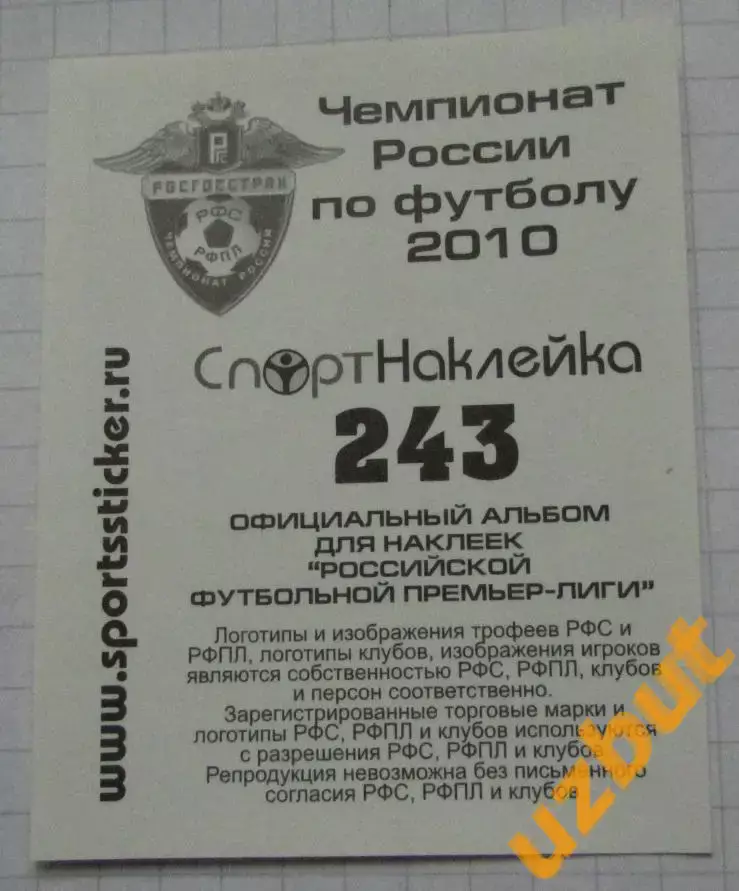 Чемпионат
России
по футболу
2010
РОСГОССТРАХ
РФС
РФПЛ
ЧЕМПИОНАТ РОССИИ
СпортНаклейка
243
www.sportssticker.ru
ОФИЦИАЛЬНЫЙ АЛЬБОМ
ДЛЯ НАКЛЕЕК
"РОССИЙСКОЙ
ФУТБОЛЬНОЙ ПРЕМЬЕР-ЛИГИ"
Логотипы и изображения трофеев РФС и
РФПЛ, логотипы клубов, изображения игроков
являются собственностью РФС, РФПЛ, клубов
и персон соответственно.
Зарегистрированные торговые марки и
логотипы РФС, РФПЛ и клубов используются
с разрешения РФС, РФПЛ и клубов.
Репродукция невозможна без письменного
согласия РФС, РФПЛ и клубов.
uzput